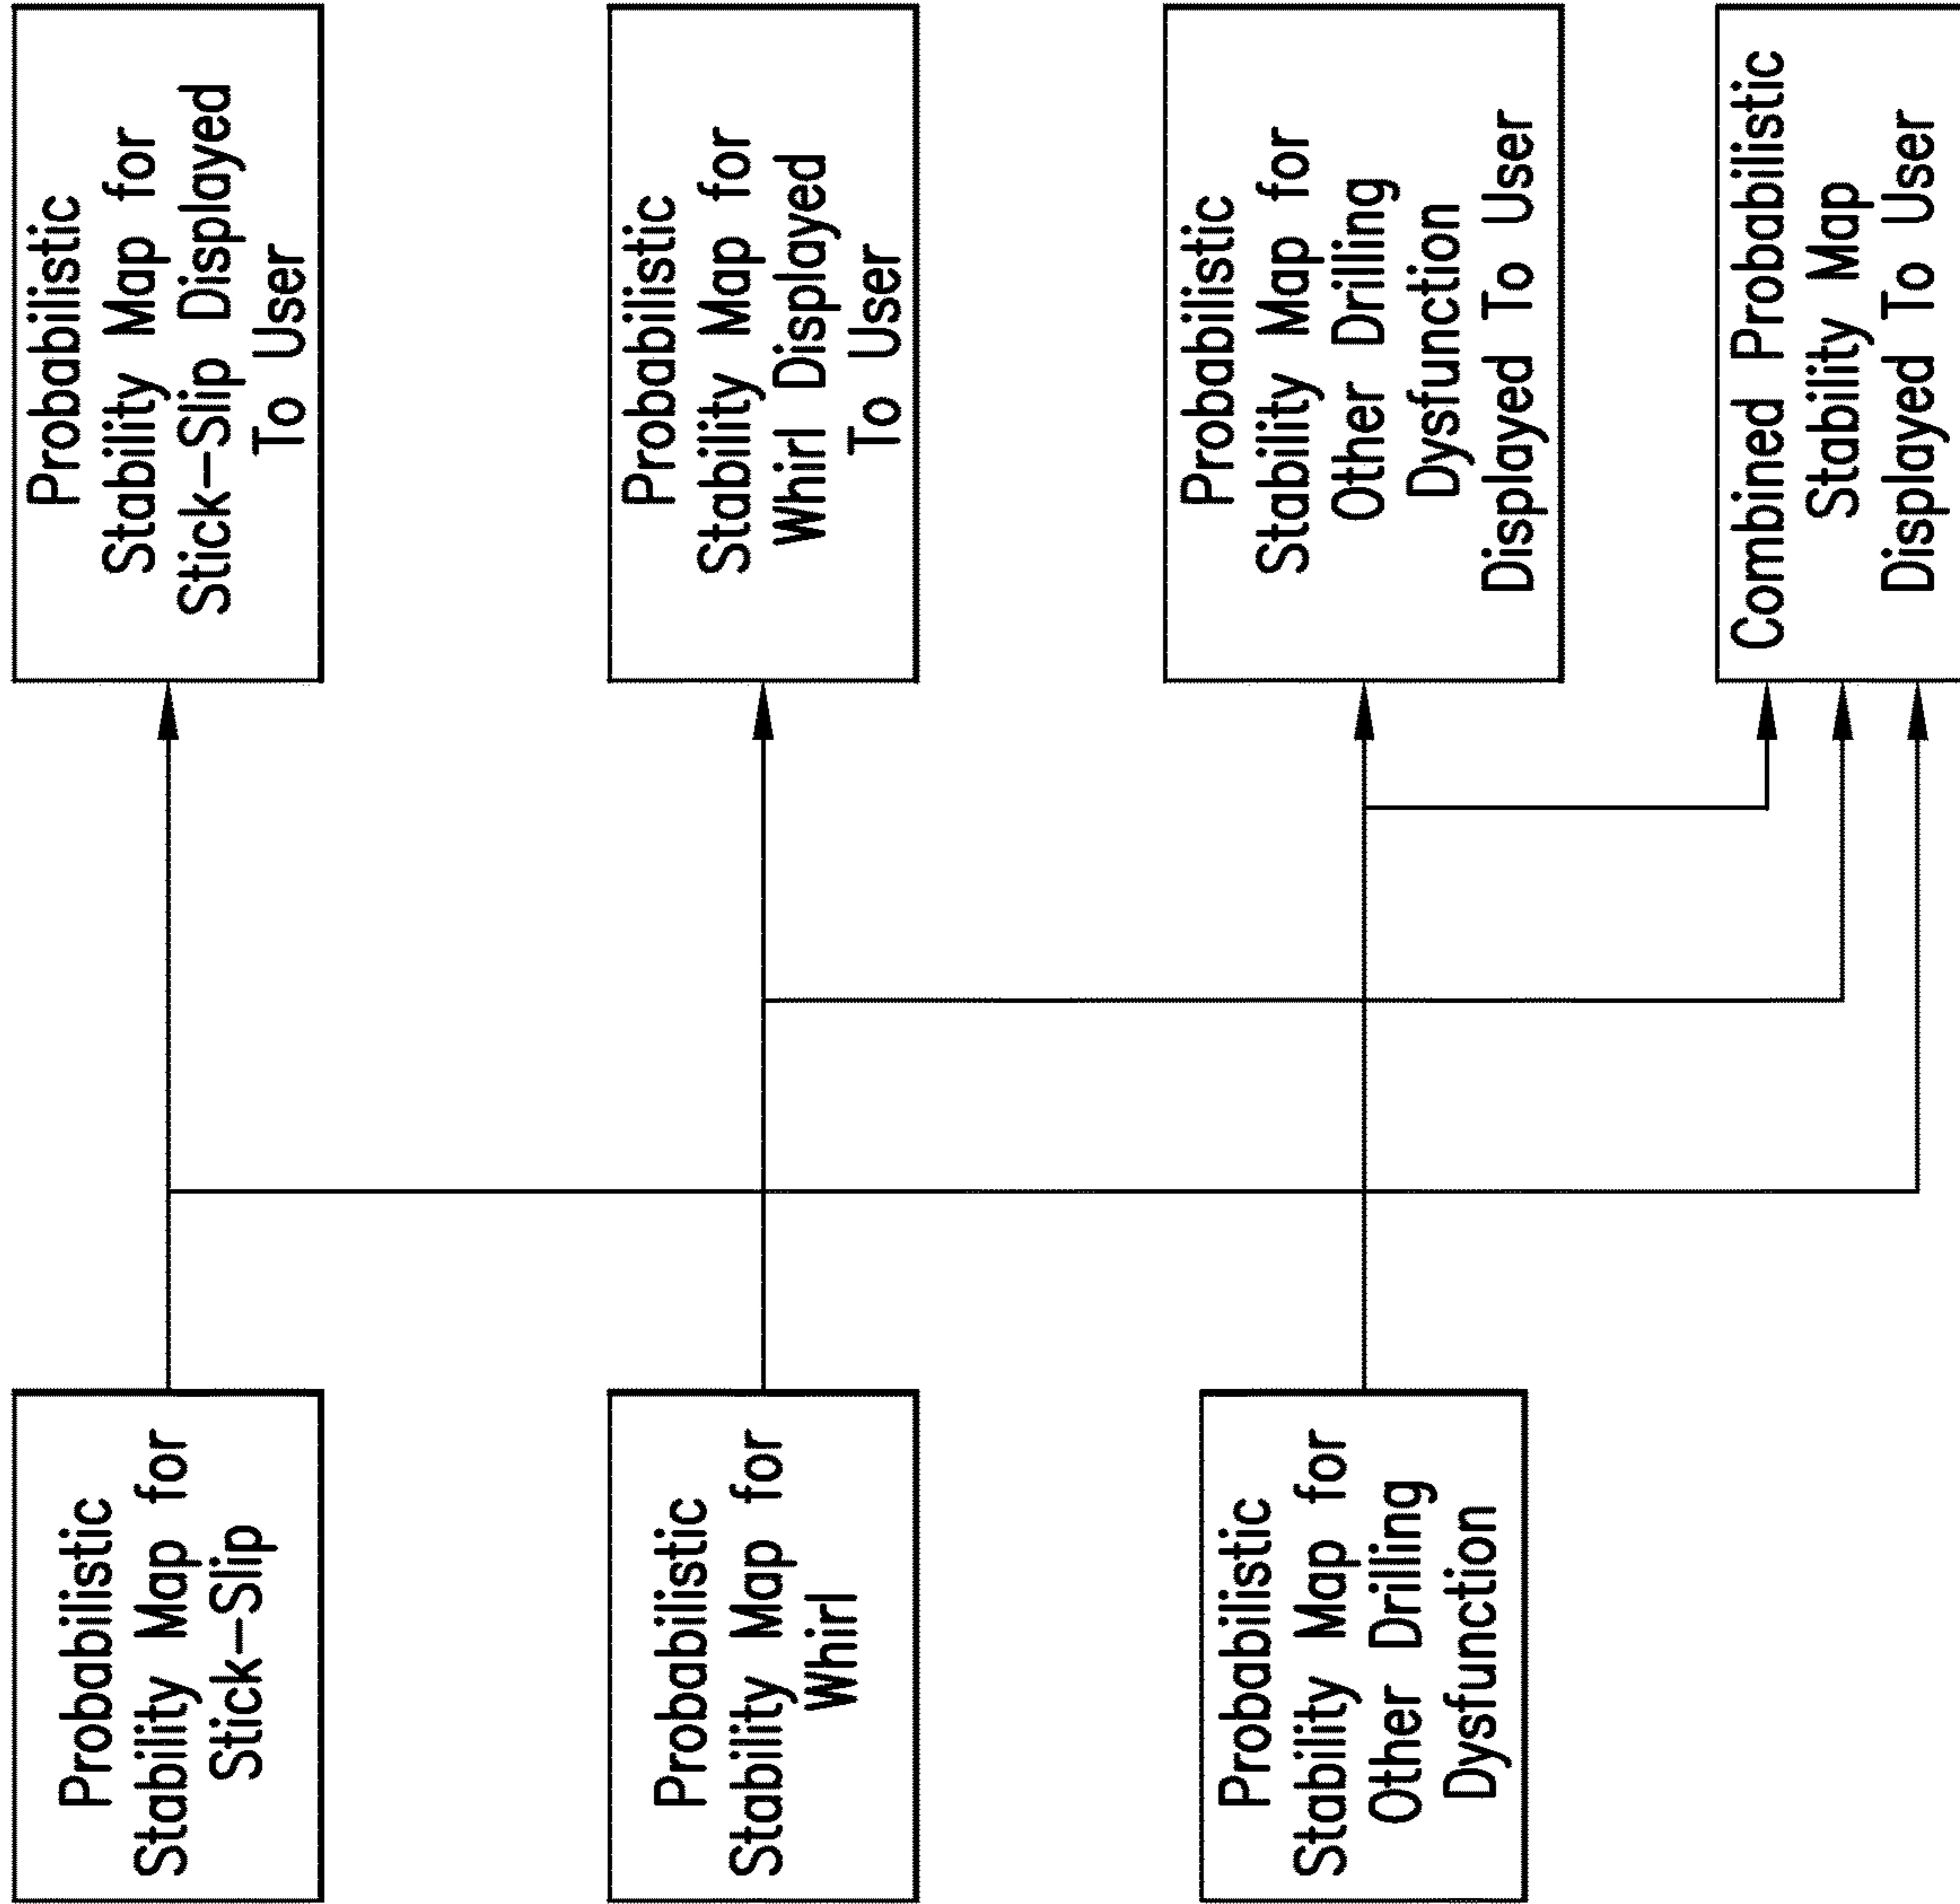 Probabilistic
Stability Map for
Stick-Slip
Probabilistic
Stability Map for
Stick-Slip Displayed
To User
Probabilistic
Stability Map for
Whirl
Probabilistic
Stability Map for
Whirl Displayed
To User
Probabilistic
Stability Map for
Other Drilling
Dysfunction
Probabilistic
Stability Map for
Other Drilling
Dysfunction
Displayed To User
Combined Probabilistic
Stability Map
Displayed To User